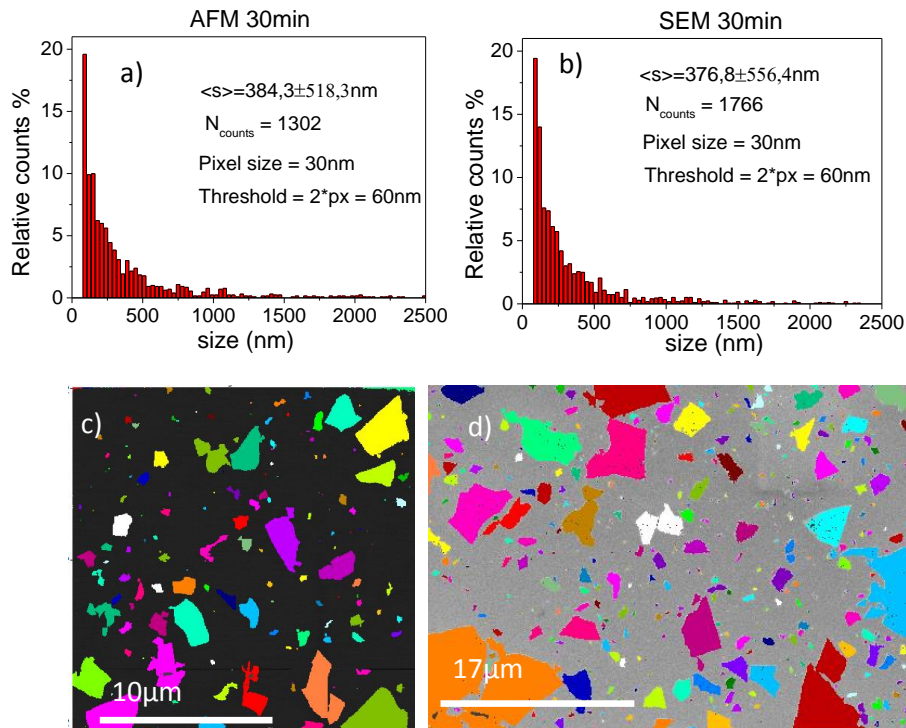 AFM 30min
20
15
10
5
0
Relative counts %
a)
<s>=384,3±518,3nm
N_counts = 1302
Pixel size = 30nm
Threshold = 2*px = 60nm
0 500 1000 1500 2000 2500
size (nm)
SEM 30min
20
15
10
5
0
Relative counts %
b)
<s>=376,8±556,4nm
N_counts = 1766
Pixel size = 30nm
Threshold = 2*px = 60nm
0 500 1000 1500 2000 2500
size (nm)
c)
10µm
d)
17µm